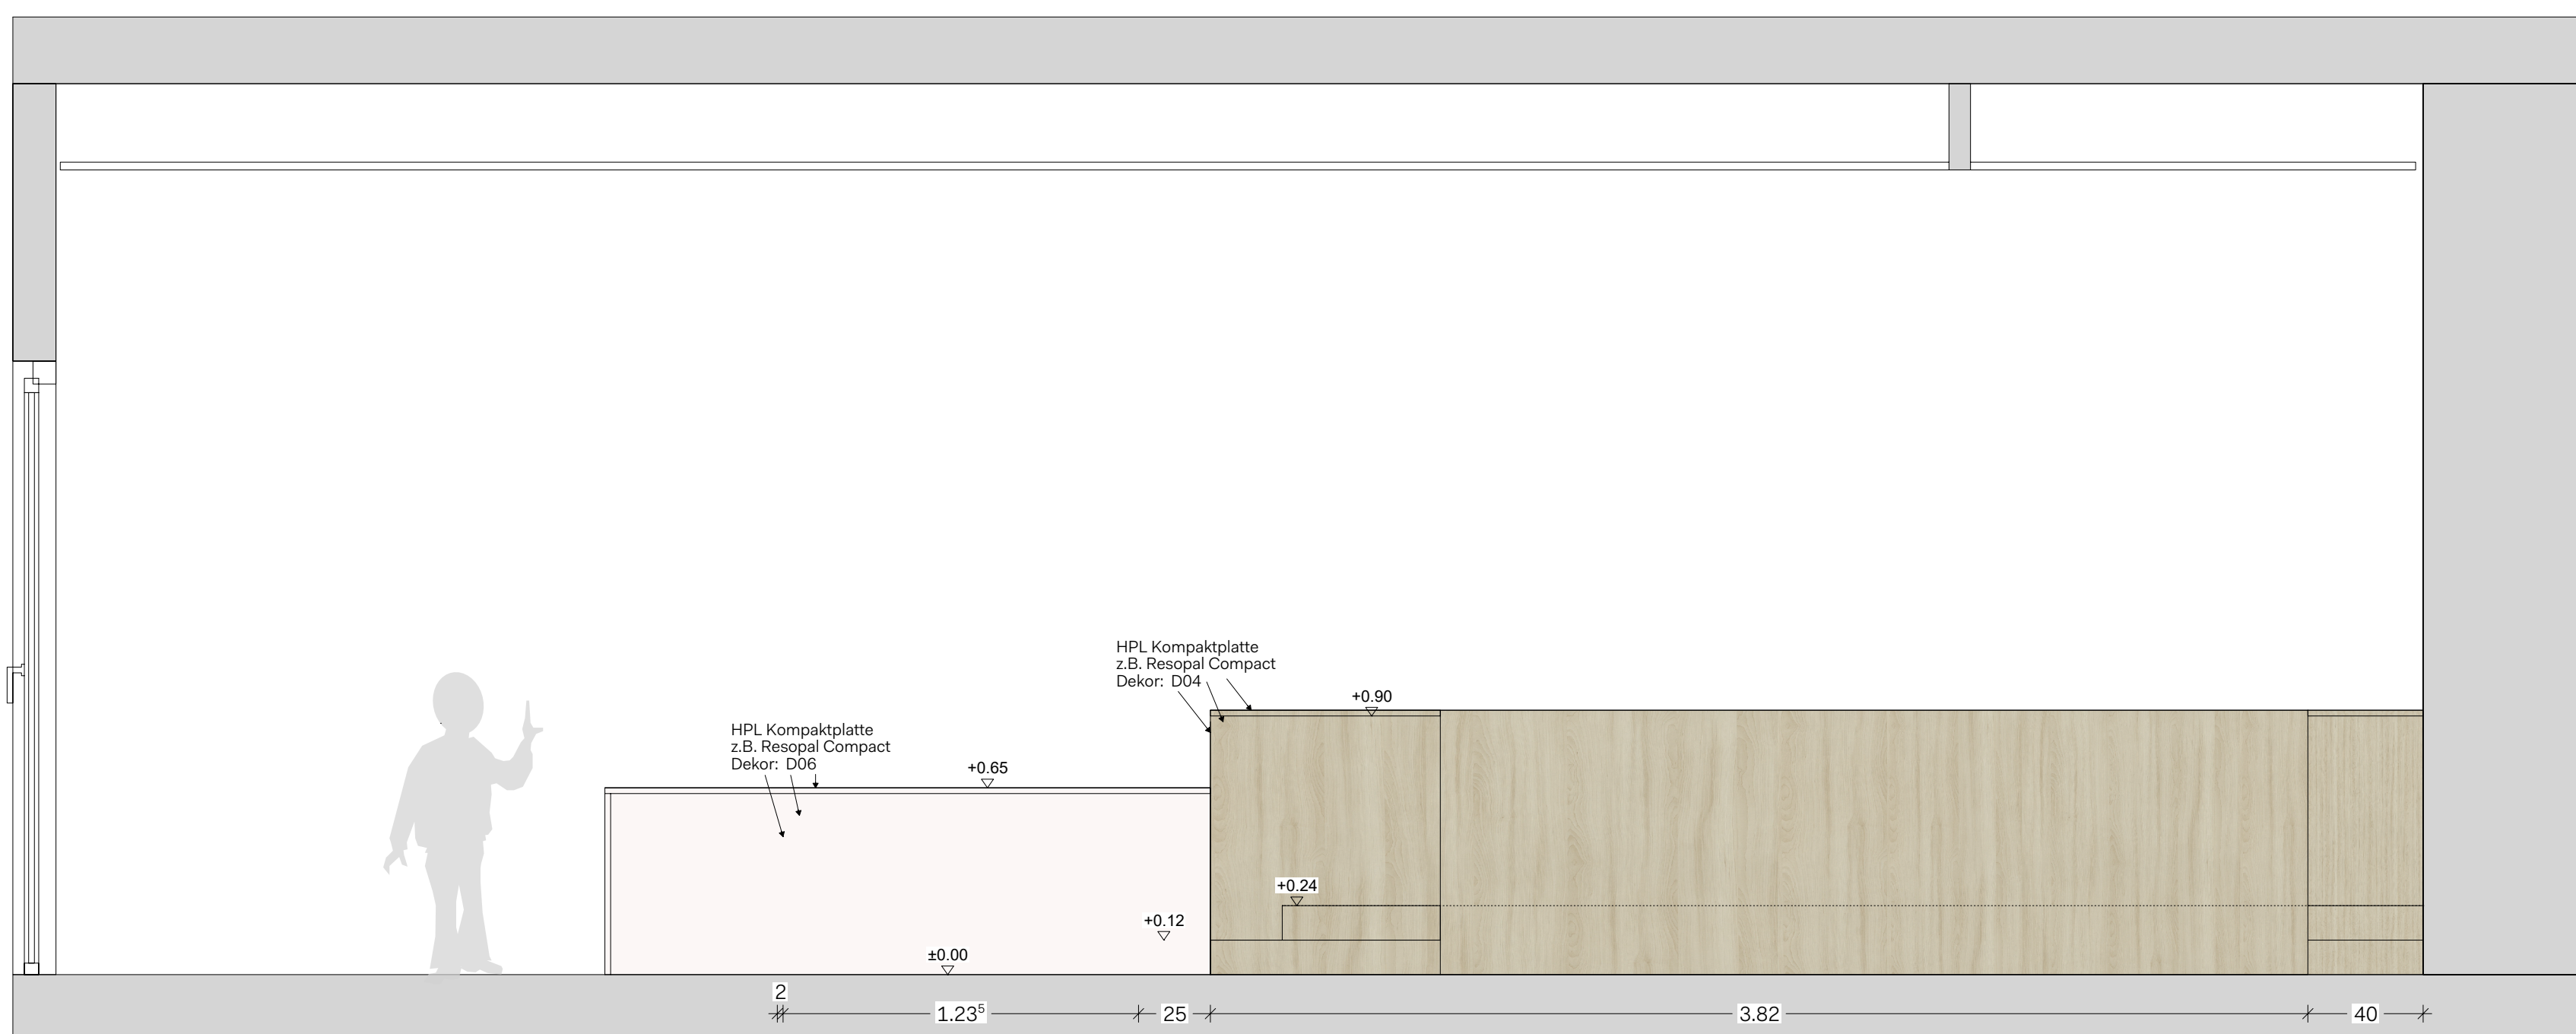 HPL Kompaktplatte
z.B. Resopal Compact
Dekor: D04
+0.90
HPL Kompaktplatte
z.B. Resopal Compact
Dekor: D06
+0.65
+0.24
+0.12
±0.00
2
1.23⁵
25
3.82
40